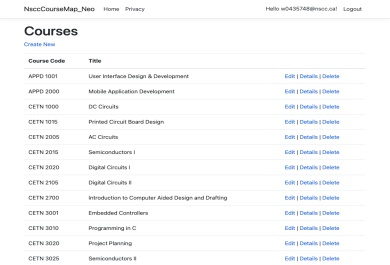 NsccCourseMap_Neo Home Privacy Hello w0435748@nscc.ca! Logout
Courses
Create New
Course Code Title
APPD 1001 User Interface Design & Development Edit | Details | Delete
APPD 2000 Mobile Application Development Edit | Details | Delete
CETN 1000 DC Circuits Edit | Details | Delete
CETN 1015 Printed Circuit Board Design Edit | Details | Delete
CETN 2005 AC Circuits Edit | Details | Delete
CETN 2015 Semiconductors I Edit | Details | Delete
CETN 2020 Digital Circuits I Edit | Details | Delete
CETN 2105 Digital Circuits II Edit | Details | Delete
CETN 2700 Introduction to Computer Aided Design and Drafting Edit | Details | Delete
CETN 3001 Embedded Controllers Edit | Details | Delete
CETN 3010 Programming in C Edit | Details | Delete
CETN 3020 Project Planning Edit | Details | Delete
CETN 3025 Semiconductors II Edit | Details | Delete